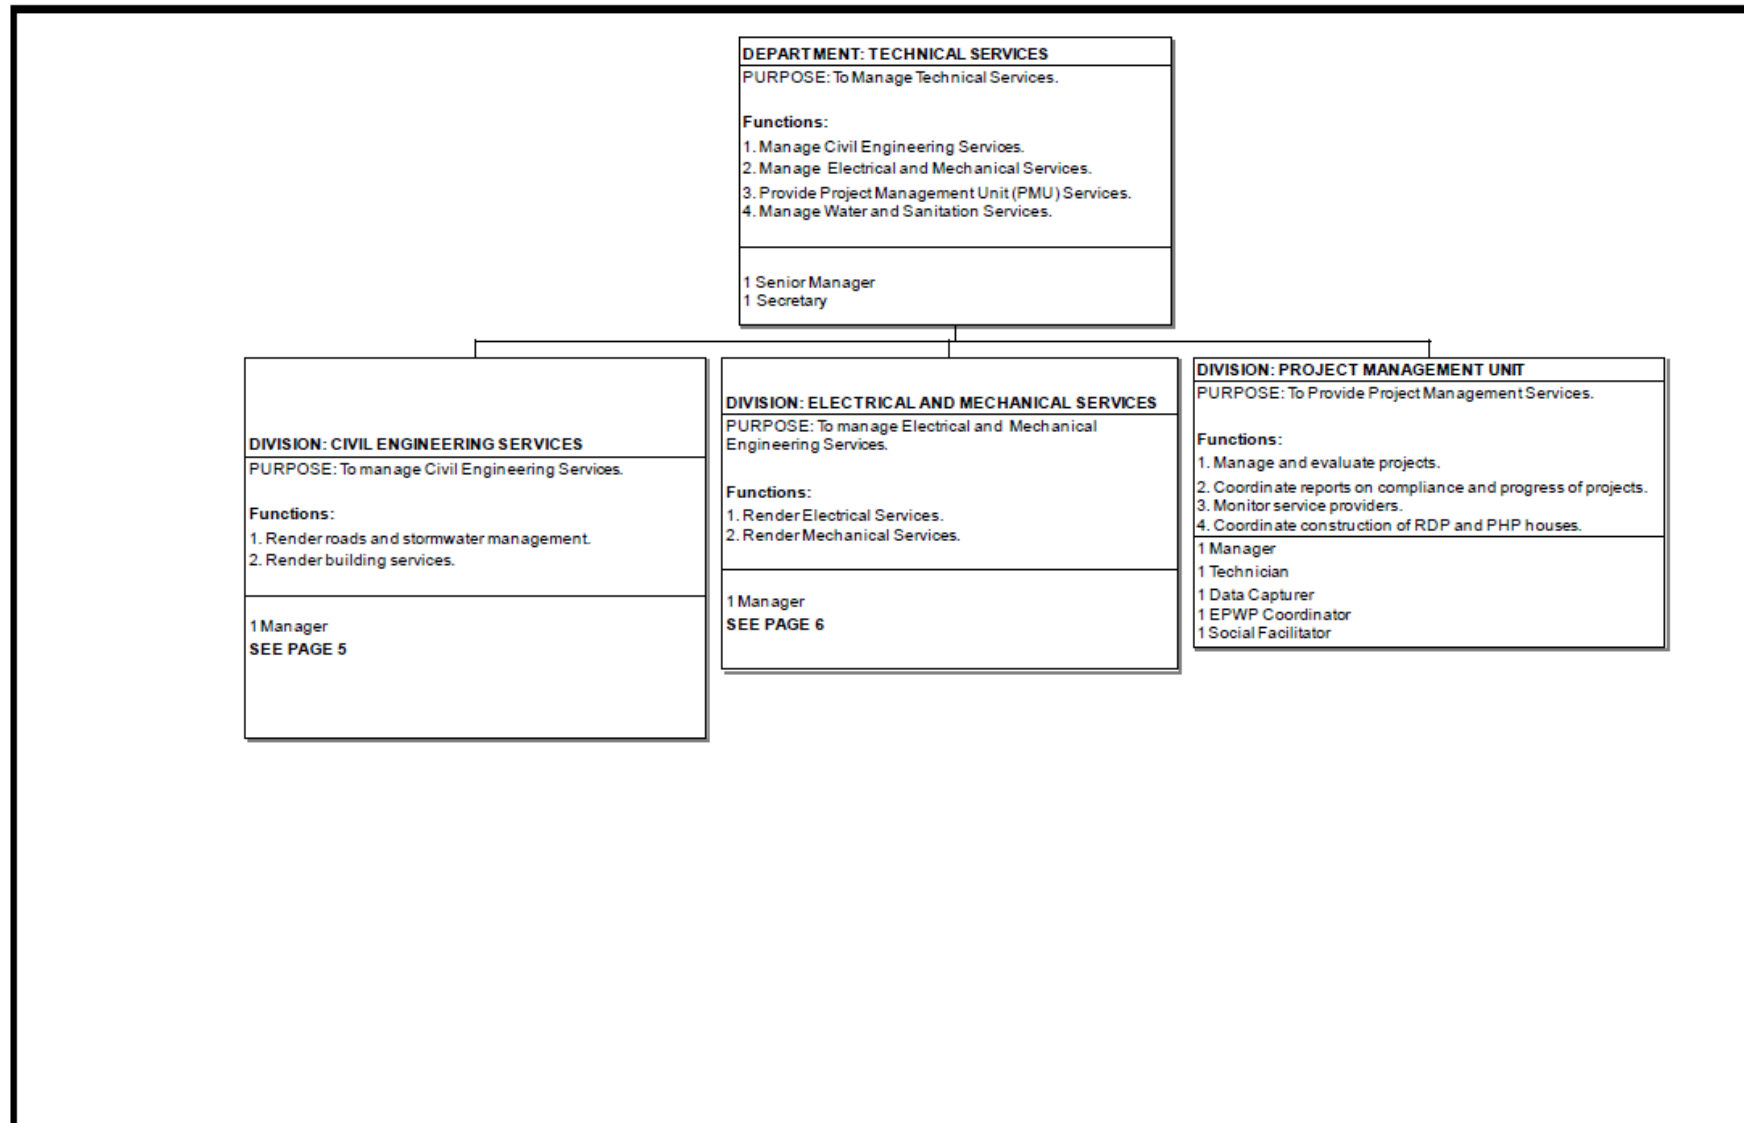 DEPARTMENT: TECHNICAL SERVICES
PURPOSE: To Manage Technical Services.
Functions:
1. Manage Civil Engineering Services.
2. Manage Electrical and Mechanical Services.
3. Provide Project Management Unit (PMU) Services.
4. Manage Water and Sanitation Services.
1 Senior Manager
1 Secretary
DIVISION: CIVIL ENGINEERING SERVICES
PURPOSE: To manage Civil Engineering Services.
Functions:
1. Render roads and stormwater management.
2. Render building services.
1 Manager
SEE PAGE 5
DIVISION: ELECTRICAL AND MECHANICAL SERVICES
PURPOSE: To manage Electrical and Mechanical
Engineering Services.
Functions:
1. Render Electrical Services.
2. Render Mechanical Services.
1 Manager
SEE PAGE 6
DIVISION: PROJECT MANAGEMENT UNIT
PURPOSE: To Provide Project Management Services.
Functions:
1. Manage and evaluate projects.
2. Coordinate reports on compliance and progress of projects.
3. Monitor service providers.
4. Coordinate construction of RDP and PHP houses.
1 Manager
1 Technician
1 Data Capturer
1 EPWP Coordinator
1 Social Facilitator